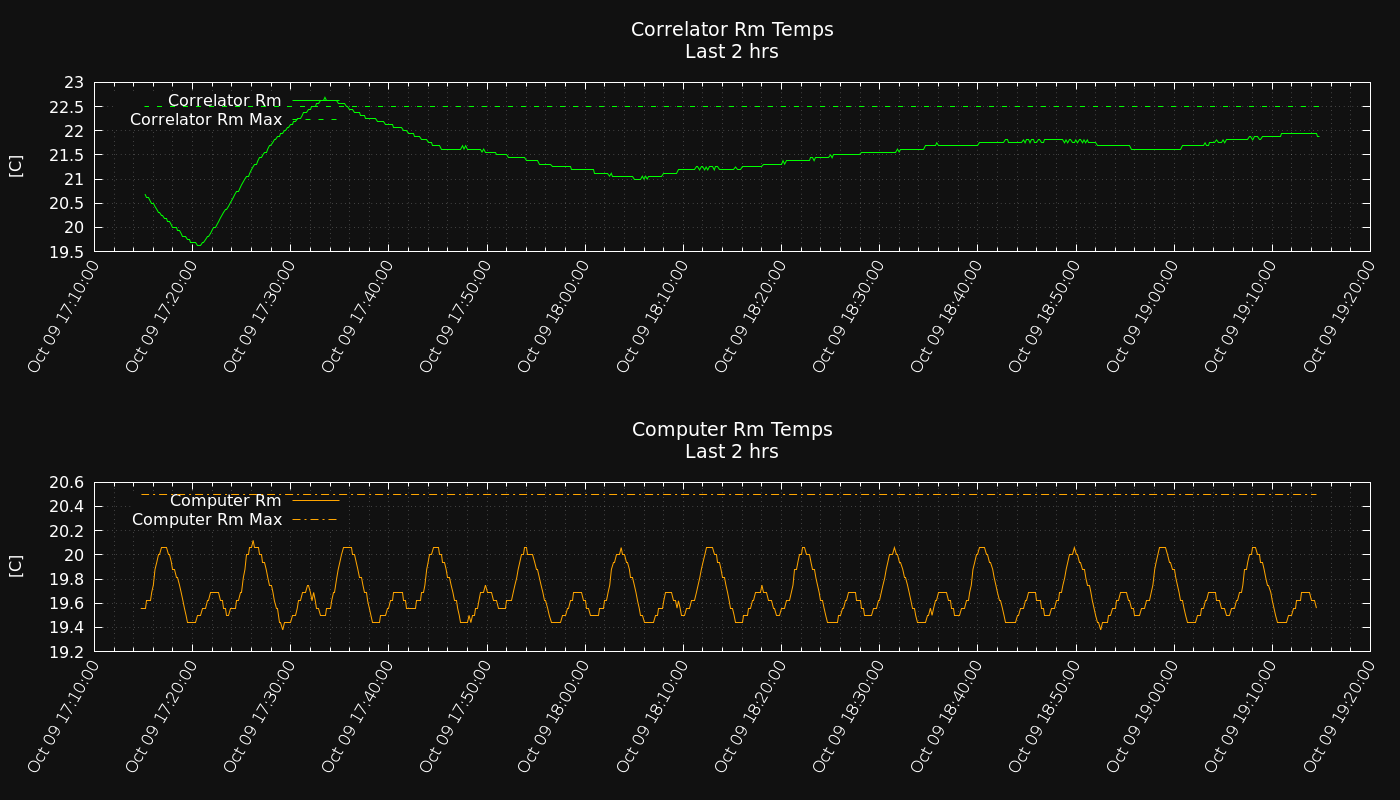 Correlator Rm Temps
Last 2 hrs
[C]
23
22.5
22
21.5
21
20.5
20
19.5
Correlator Rm
Correlator Rm Max
Oct 09 17:10:00
Oct 09 17:20:00
Oct 09 17:30:00
Oct 09 17:40:00
Oct 09 17:50:00
Oct 09 18:00:00
Oct 09 18:10:00
Oct 09 18:20:00
Oct 09 18:30:00
Oct 09 18:40:00
Oct 09 18:50:00
Oct 09 19:00:00
Oct 09 19:10:00
Oct 09 19:20:00
Computer Rm Temps
Last 2 hrs
[C]
20.6
20.4
20.2
20
19.8
19.6
19.4
19.2
Computer Rm
Computer Rm Max
Oct 09 17:10:00
Oct 09 17:20:00
Oct 09 17:30:00
Oct 09 17:40:00
Oct 09 17:50:00
Oct 09 18:00:00
Oct 09 18:10:00
Oct 09 18:20:00
Oct 09 18:30:00
Oct 09 18:40:00
Oct 09 18:50:00
Oct 09 19:00:00
Oct 09 19:10:00
Oct 09 19:20:00